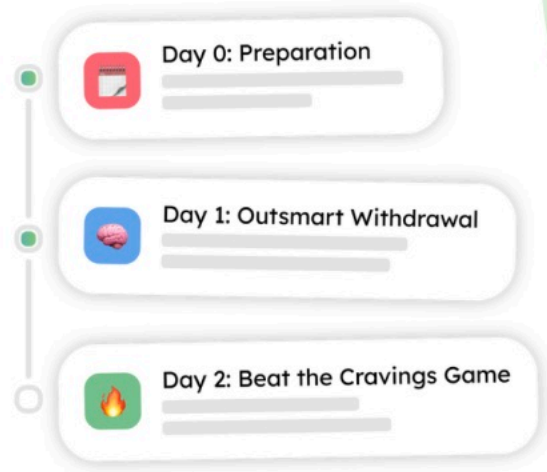 Day 0: Preparation
Day 1: Outsmart Withdrawal
Day 2: Beat the Cravings Game